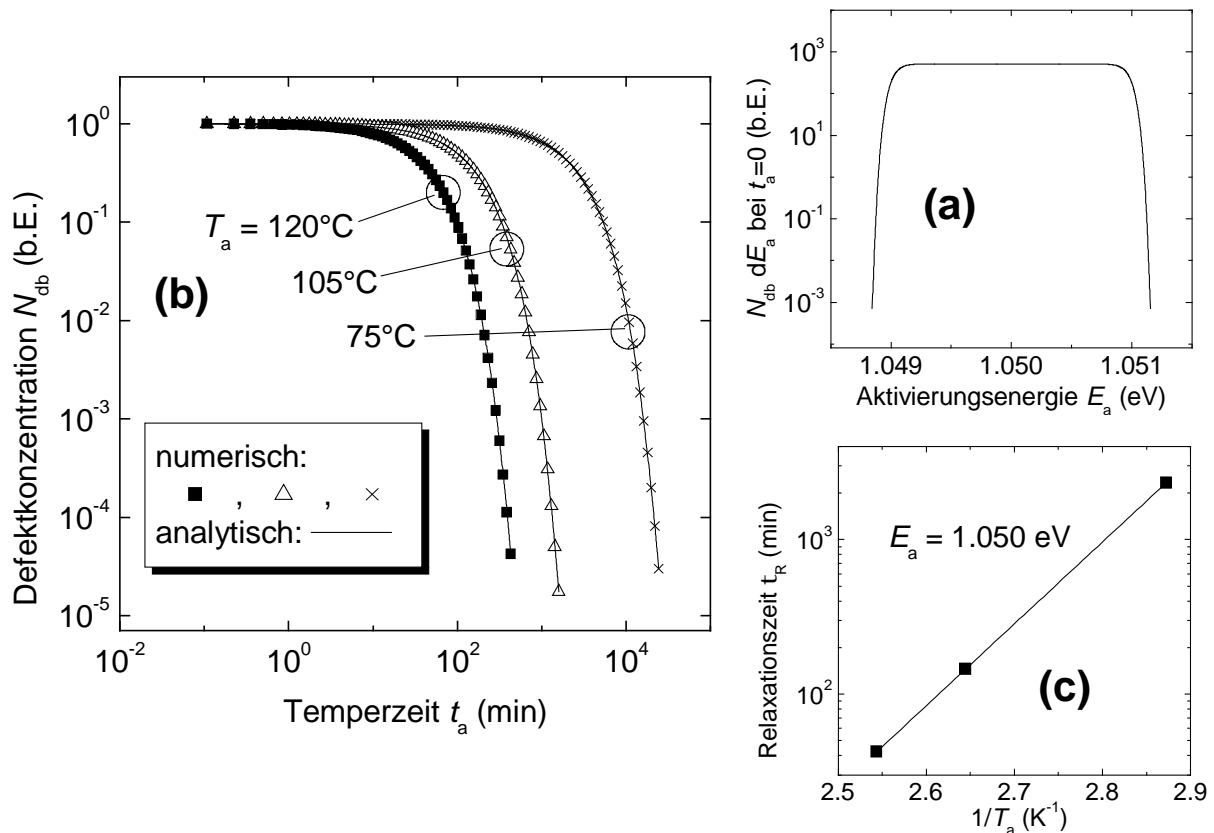 Defektkonzentration N_db (b.E.)
10^0
10^-1
10^-2
10^-3
10^-4
10^-5
T_a = 120°C
105°C
75°C
(b)
numerisch:
■ , △ , ×
analytisch:
10^-2 10^0 10^2 10^4
Temperzeit t_a (min)
N_db dE_a bei t_a=0 (b.E.)
10^3
10^1
10^-1
10^-3
(a)
1.049 1.050 1.051
Aktivierungsenergie E_a (eV)
Relaxationszeit τ_R (min)
10^3
10^2
E_a = 1.050 eV
(c)
2.5 2.6 2.7 2.8 2.9
1/T_a (K^-1)